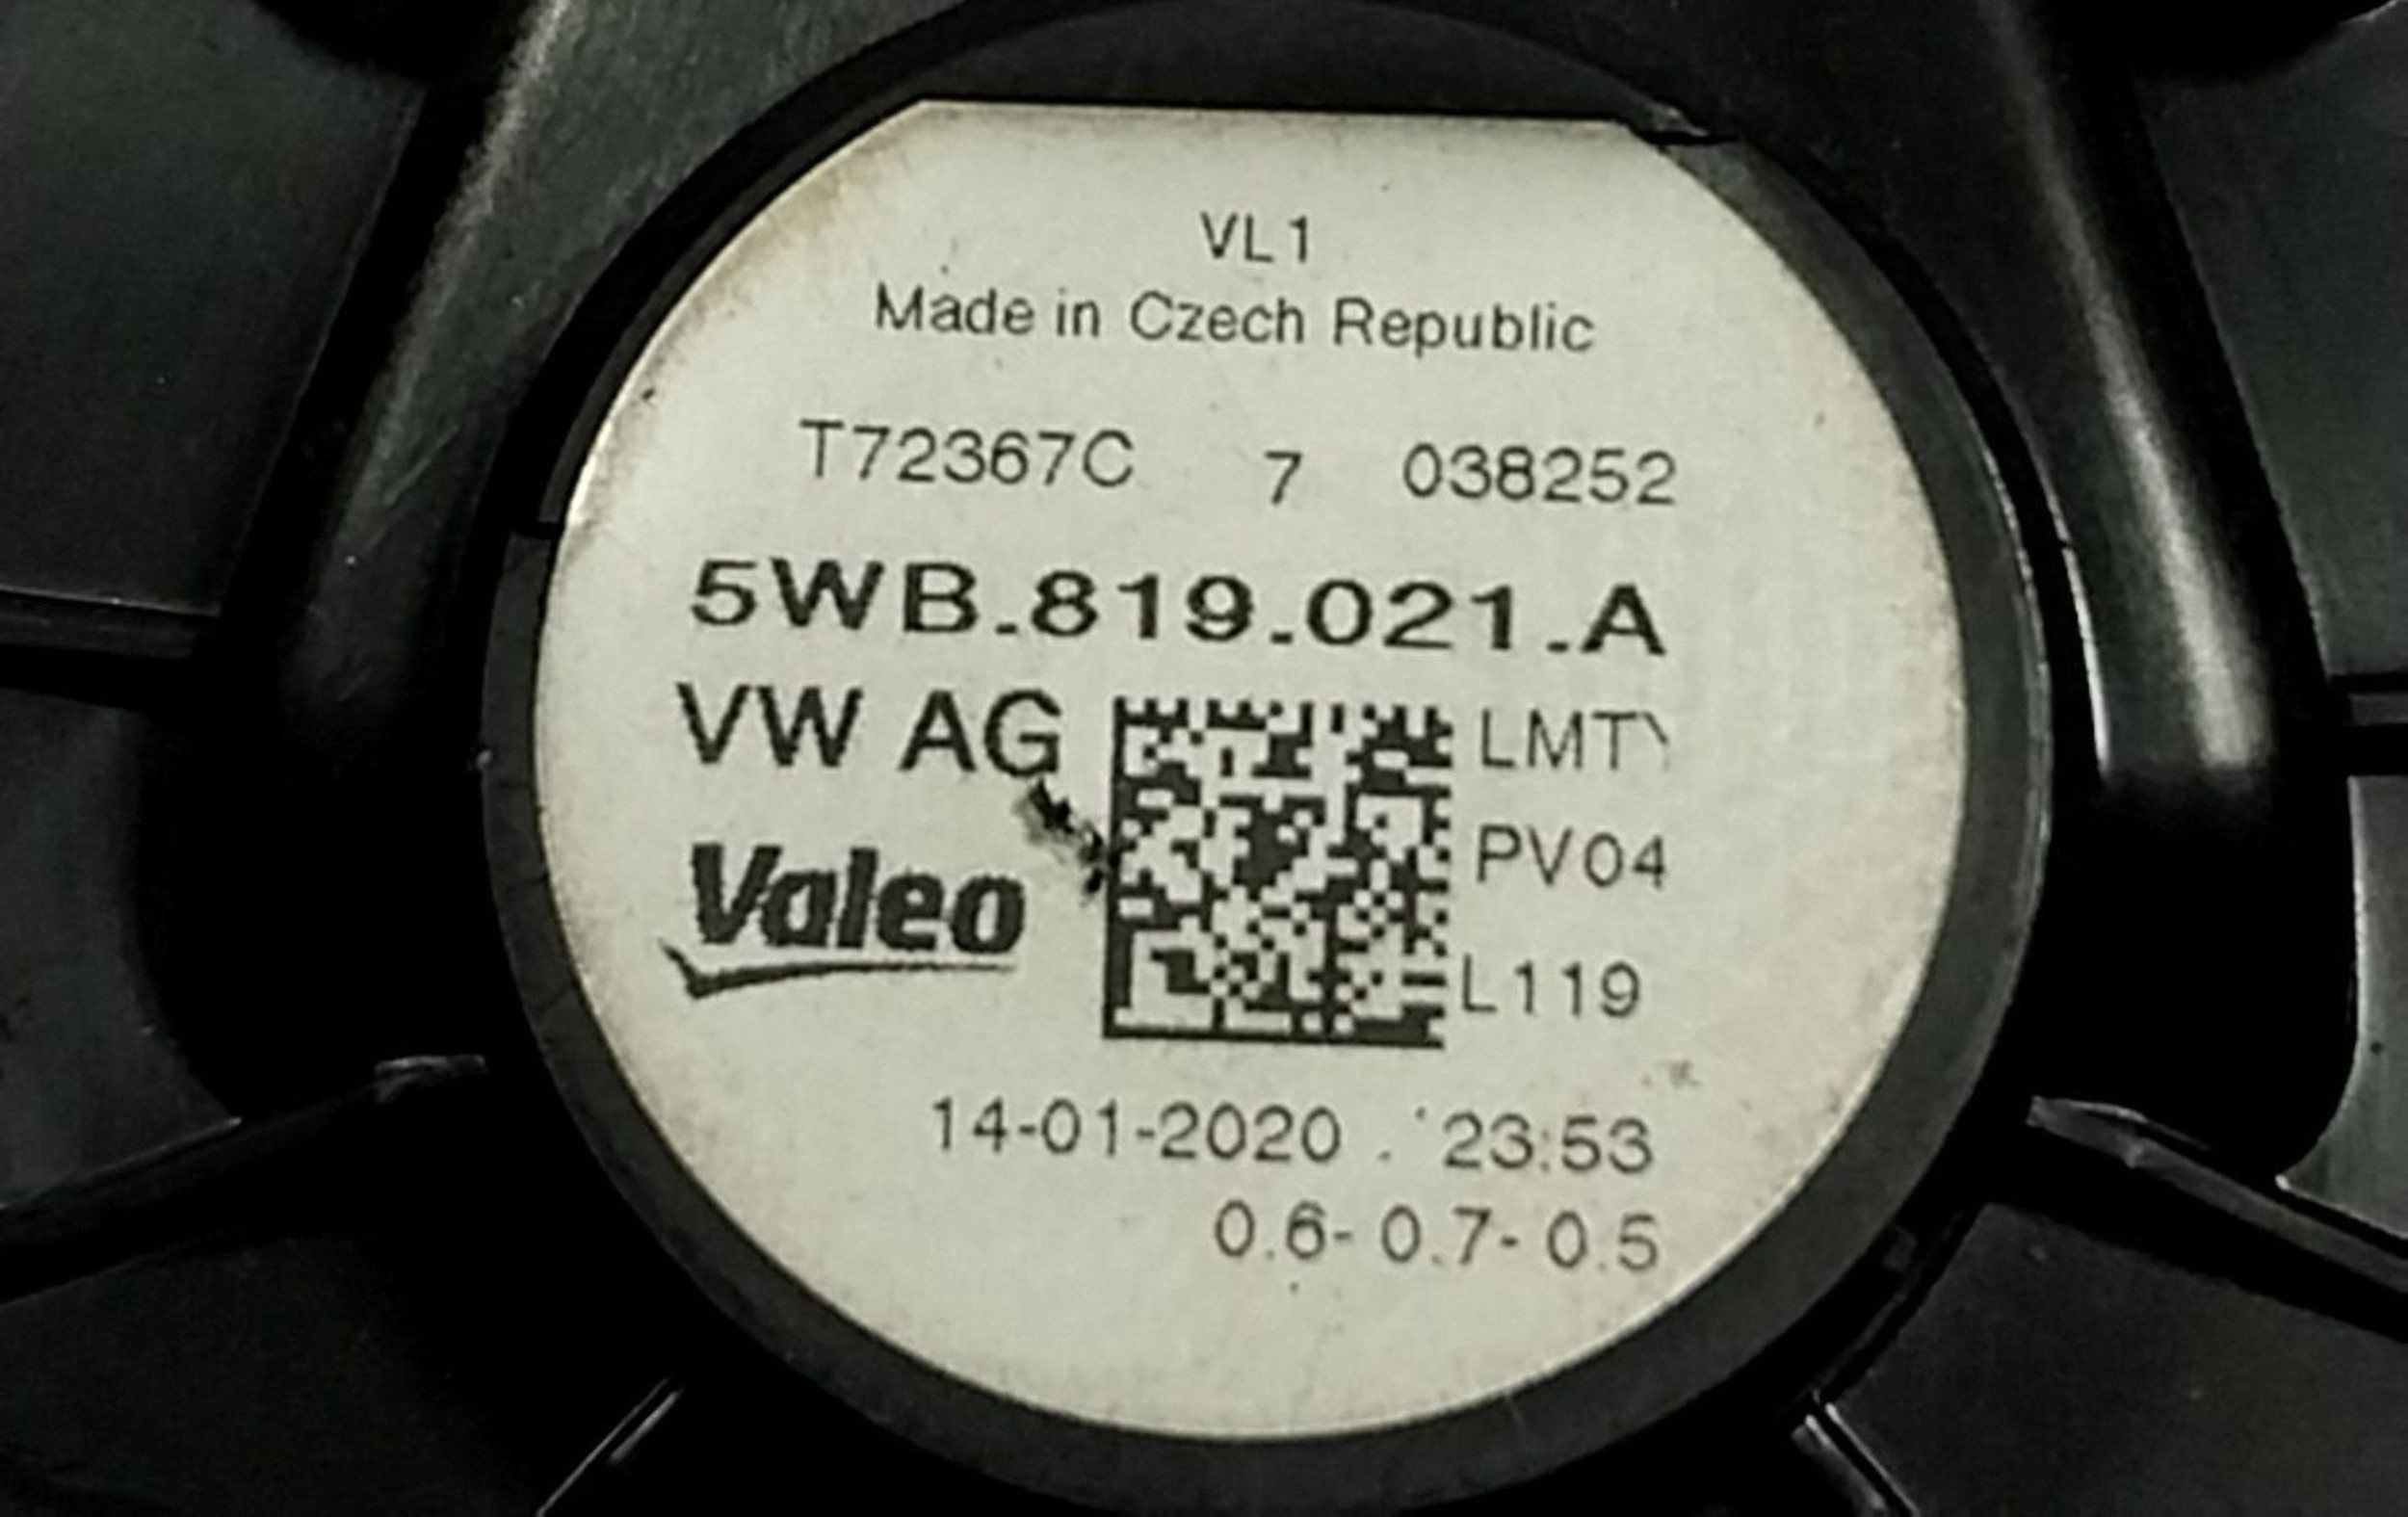 VL1
Made in Czech Republic
T72367C 7 038252
5WB.819.021.A
VW AG
LMTY
Valeo
PV04
L119
14-01-2020 . 23:53
0.6- 0.7- 0.5